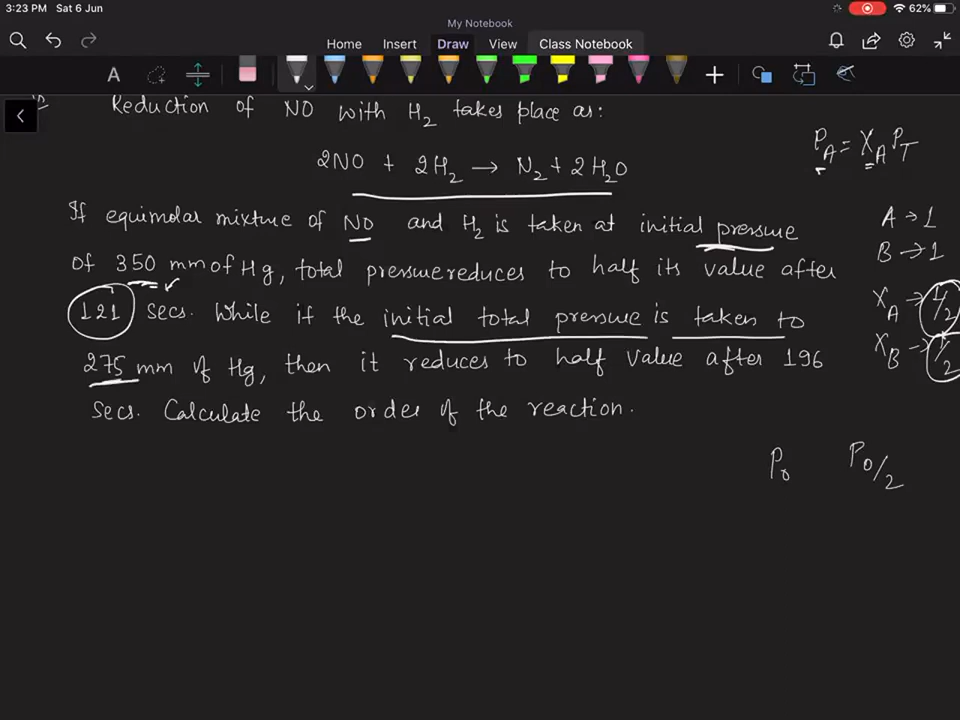 3:23 PM Sat 6 Jun
62%
My Notebook
Home Insert Draw View Class Notebook
A
Reduction of NO with H2 takes place as:
2NO + 2H2 → N2 + 2H2O
PA = XA PT
If equimolar mixture of NO and H2 is taken at initial pressure
of 350 mm of Hg, total pressure reduces to half its value after
121 secs. While if the initial total pressure is taken to
275 mm of Hg, then it reduces to half value after 196
secs. Calculate the order of the reaction.
A → 1
B → 1
XA → 1/2
XB → 1/2
P0 P0/2